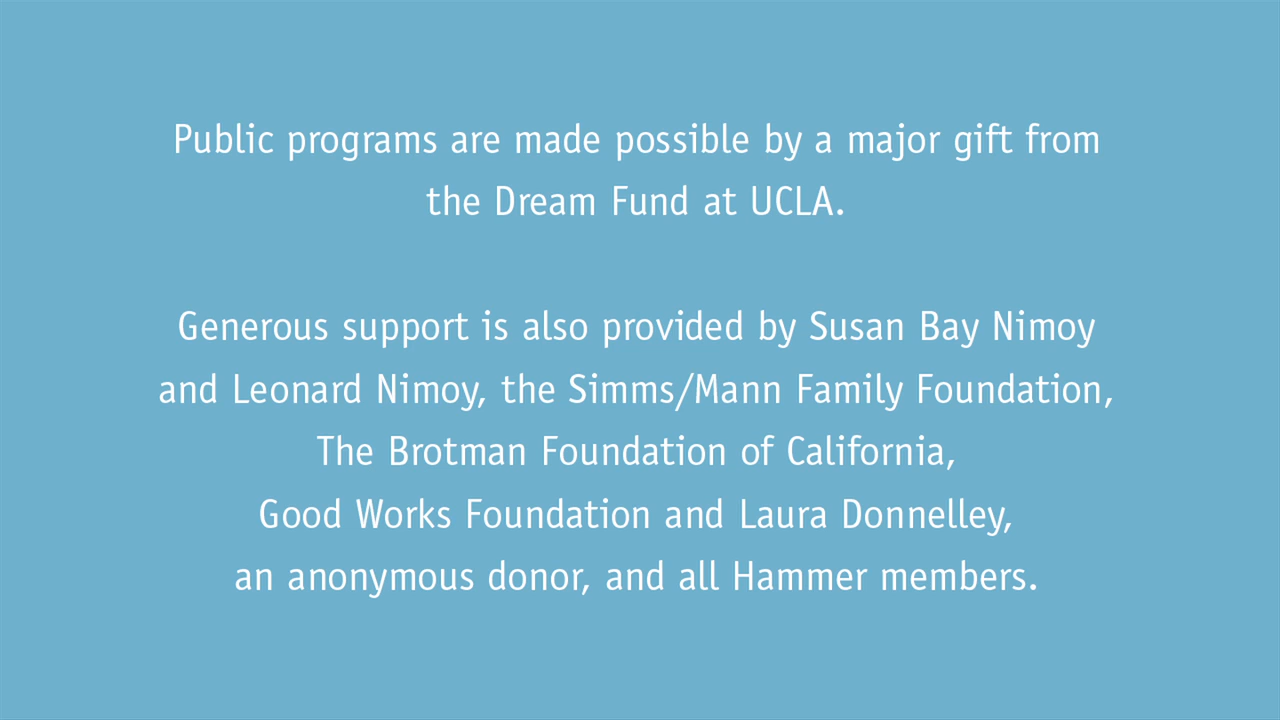 Public programs are made possible by a major gift from
the Dream Fund at UCLA.
Generous support is also provided by Susan Bay Nimoy
and Leonard Nimoy, the Simms/Mann Family Foundation,
The Brotman Foundation of California,
Good Works Foundation and Laura Donnelley,
an anonymous donor, and all Hammer members.